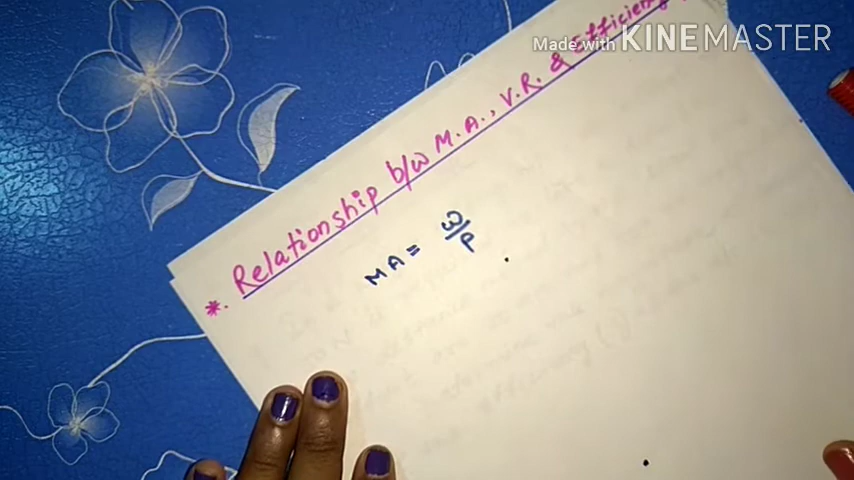 Made with KINEMASTER
*. Relationship b/w M.A., V.R. & Efficiency
MA = W/P